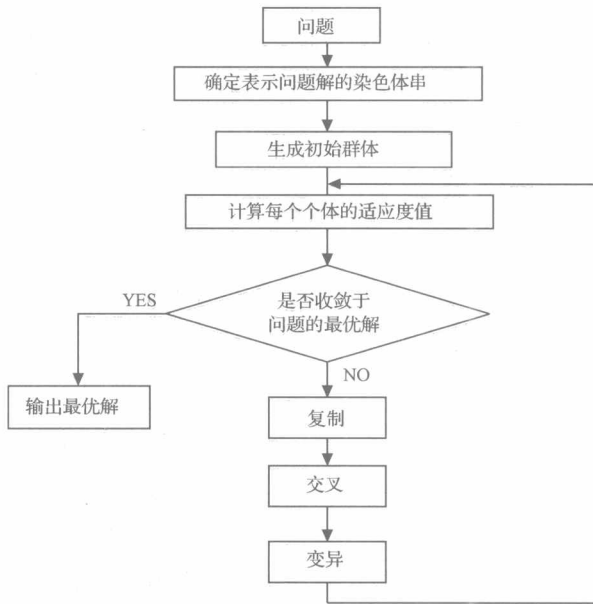 问题
确定表示问题解的染色体串
生成初始群体
计算每个个体的适应度值
YES
是否收敛于
问题的最优解
NO
输出最优解
复制
交叉
变异